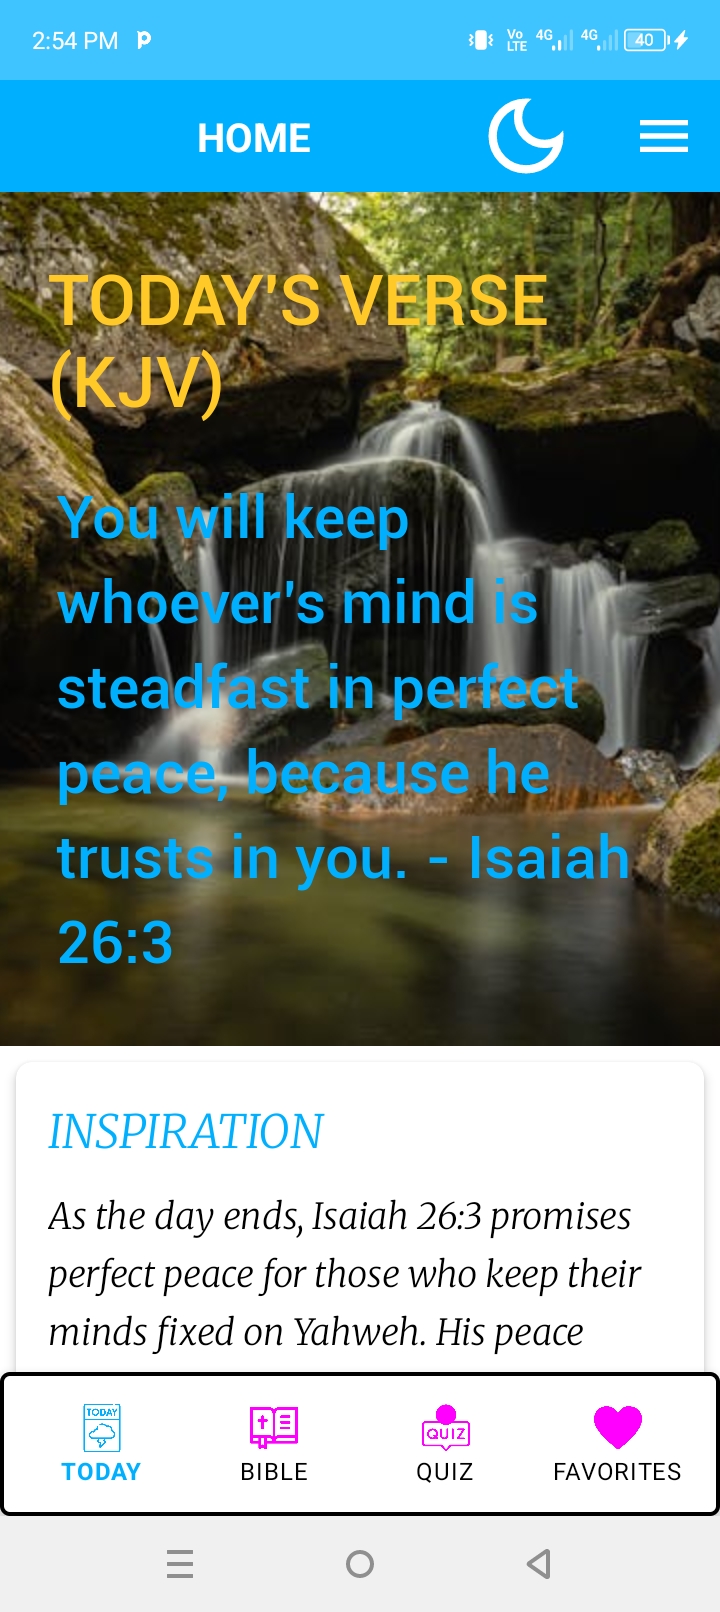 2:54 PM
Vo LTE 4G 4G 40
HOME
TODAY'S VERSE
(KJV)
You will keep
whoever's mind is
steadfast in perfect
peace, because he
trusts in you. - Isaiah
26:3
INSPIRATION
As the day ends, Isaiah 26:3 promises
perfect peace for those who keep their
minds fixed on Yahweh. His peace
TODAY
QUIZ
TODAY BIBLE QUIZ FAVORITES